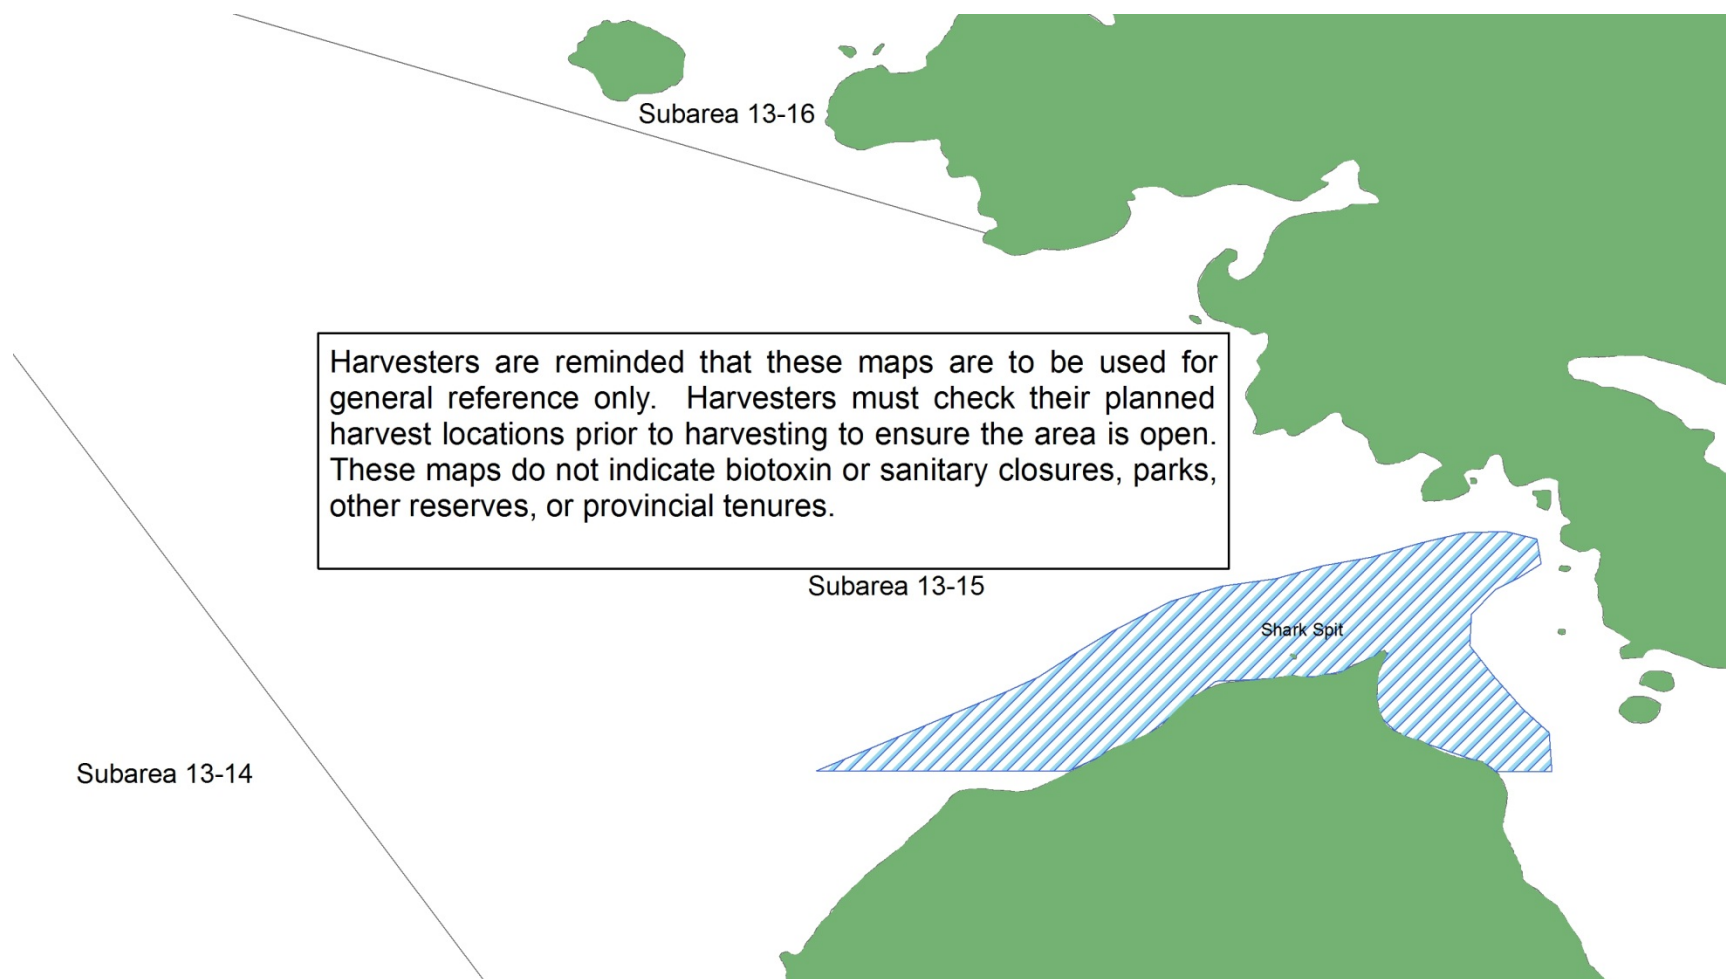 Subarea 13-16
Harvesters are reminded that these maps are to be used for
general reference only.  Harvesters must check their planned
harvest locations prior to harvesting to ensure the area is open.
These maps do not indicate biotoxin or sanitary closures, parks,
other reserves, or provincial tenures.
Subarea 13-15
Shark Spit
Subarea 13-14